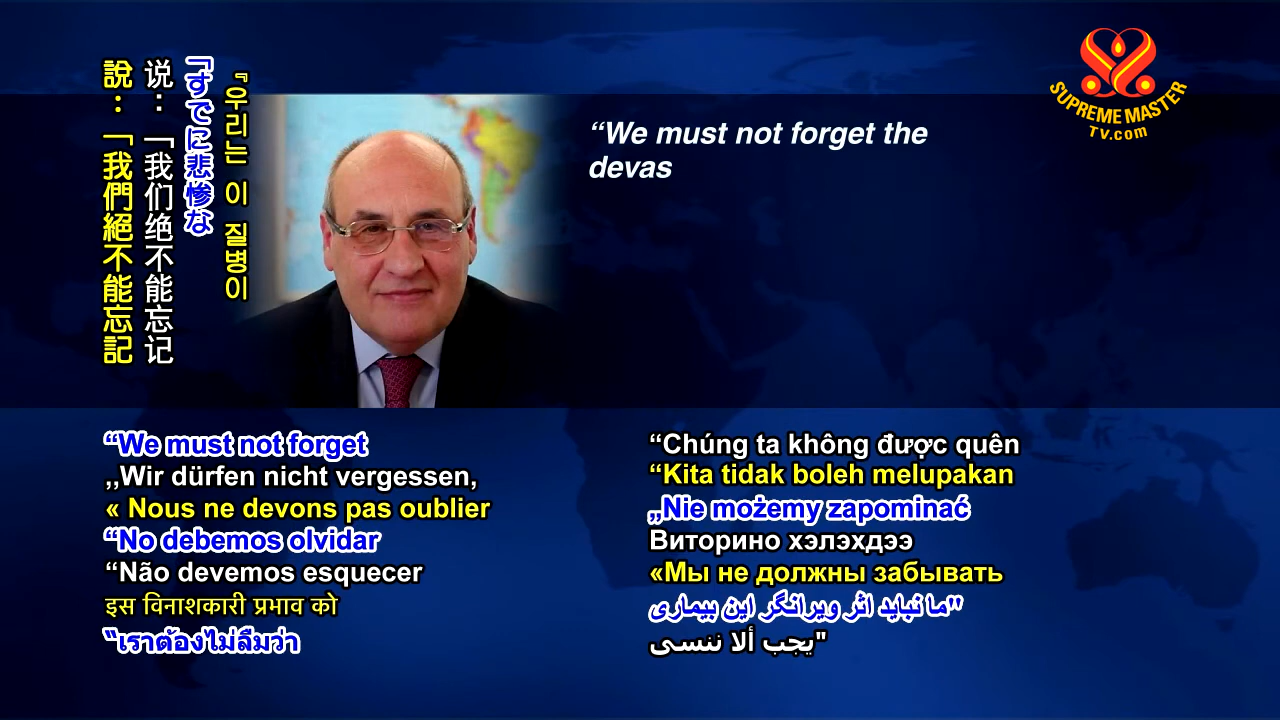 SUPREME MASTER
TV.com
“We must not forget the
devas
『우리는 이 질병이
「すでに悲惨な
说：「我们绝不能忘记
說：「我們絕不能忘記
“We must not forget
,,Wir dürfen nicht vergessen,
« Nous ne devons pas oublier
“No debemos olvidar
“Não devemos esquecer
इस विनाशकारी प्रभाव को
“เราต้องไม่ลืมว่า
“Chúng ta không được quên
“Kita tidak boleh melupakan
„Nie możemy zapominać
Виторино хэлэхдээ
«Мы не должны забывать
"ما نباید اثر ویرانگر این بیماری
"يجب ألا ننسى